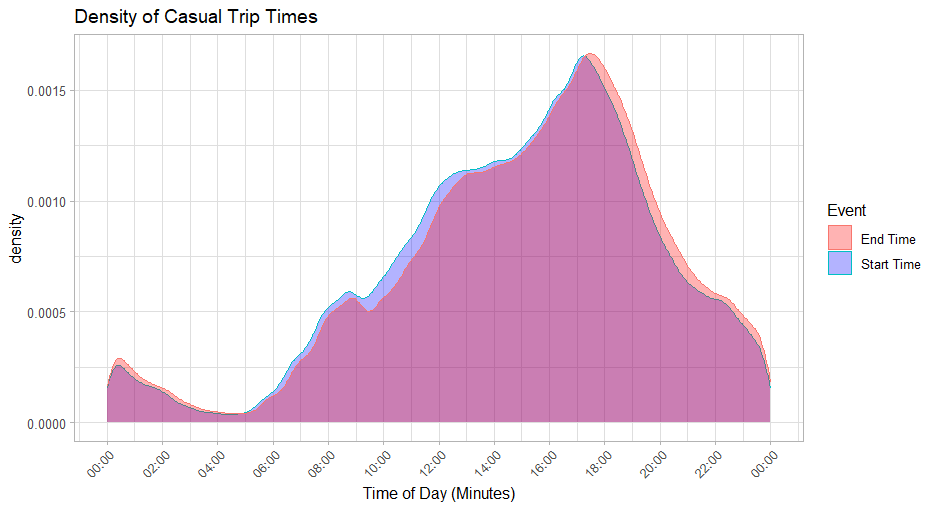 Density of Casual Trip Times
density
0.0015
0.0010
0.0005
0.0000
00:00 02:00 04:00 06:00 08:00 10:00 12:00 14:00 16:00 18:00 20:00 22:00 00:00
Time of Day (Minutes)
Event
End Time
Start Time